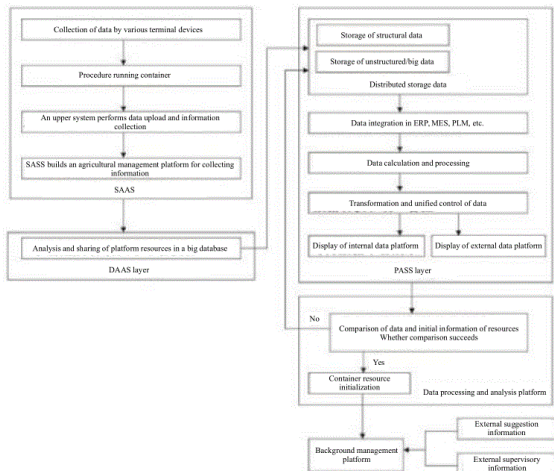 Collection of data by various terminal devices
Procedure running container
An upper system performs data upload and information
collection
SASS builds an agricultural management platform for collecting
information
SAAS
Analysis and sharing of platform resources in a big database
DAAS layer
Storage of structural data
Storage of unstructured/big data
Distributed storage data
Data integration in ERP, MES, PLM, etc.
Data calculation and processing
Transformation and unified control of data
Display of internal data platform
Display of external data platform
PASS layer
No
Comparison of data and initial information of resources
Whether comparison succeeds
Yes
Container resource
initialization
Data processing and analysis platform
Background management
platform
External suggestion
information
External supervisory
information